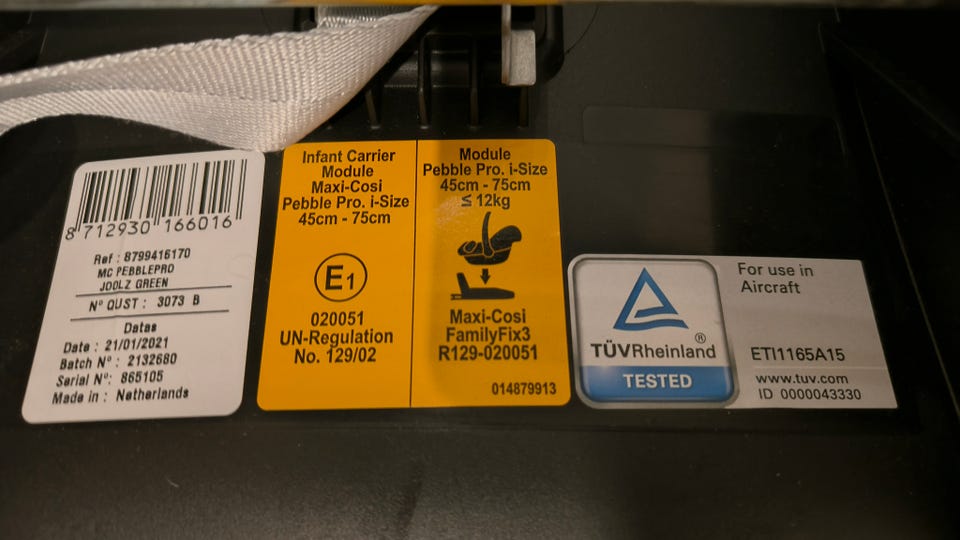 8 712930 166016
Ref : 8799416170
MC PEBBLEPRO
JOOLZ GREEN
Nº QUST : 3073 B
Datas
Date : 21/01/2021
Batch Nº : 2132680
Serial Nº: 865105
Made in : Netherlands
Infant Carrier
Module
Maxi-Cosi
Pebble Pro. i-Size
45cm - 75cm
E1
020051
UN-Regulation
No. 129/02
Module
Pebble Pro. i-Size
45cm - 75cm
≤ 12kg
Maxi-Cosi
FamilyFix3
R129-020051
014879913
TÜVRheinland®
TESTED
For use in
Aircraft
ETI1165A15
www.tuv.com
ID 0000043330